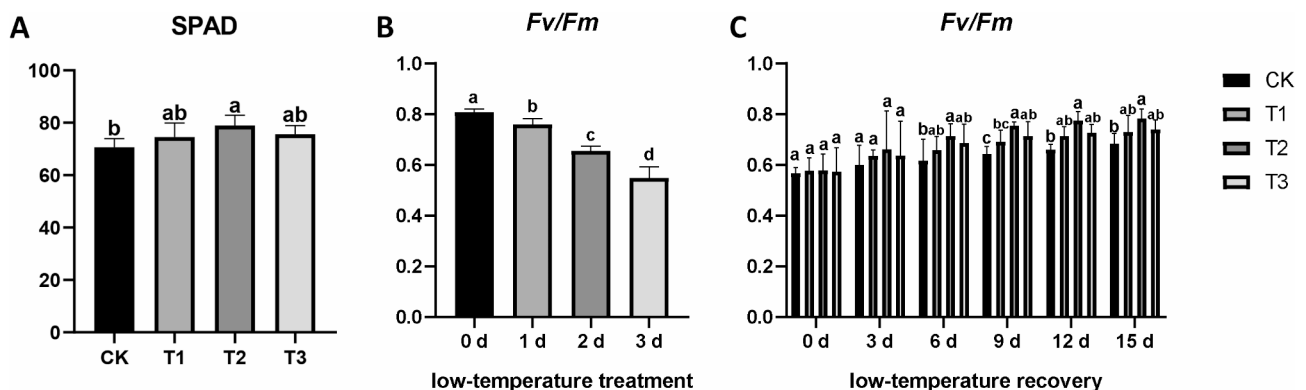 A
SPAD
100
80
60
40
20
0
b
ab
a
ab
CK
T1
T2
T3
B
Fv/Fm
1.0
0.8
0.6
0.4
0.2
0.0
a
b
c
d
0 d
1 d
2 d
3 d
low-temperature treatment
C
Fv/Fm
1.0
0.8
0.6
0.4
0.2
0.0
a a a a
a a a a
b ab a ab
c bc a ab
b ab a ab
b ab a ab
0 d
3 d
6 d
9 d
12 d
15 d
low-temperature recovery
CK
T1
T2
T3